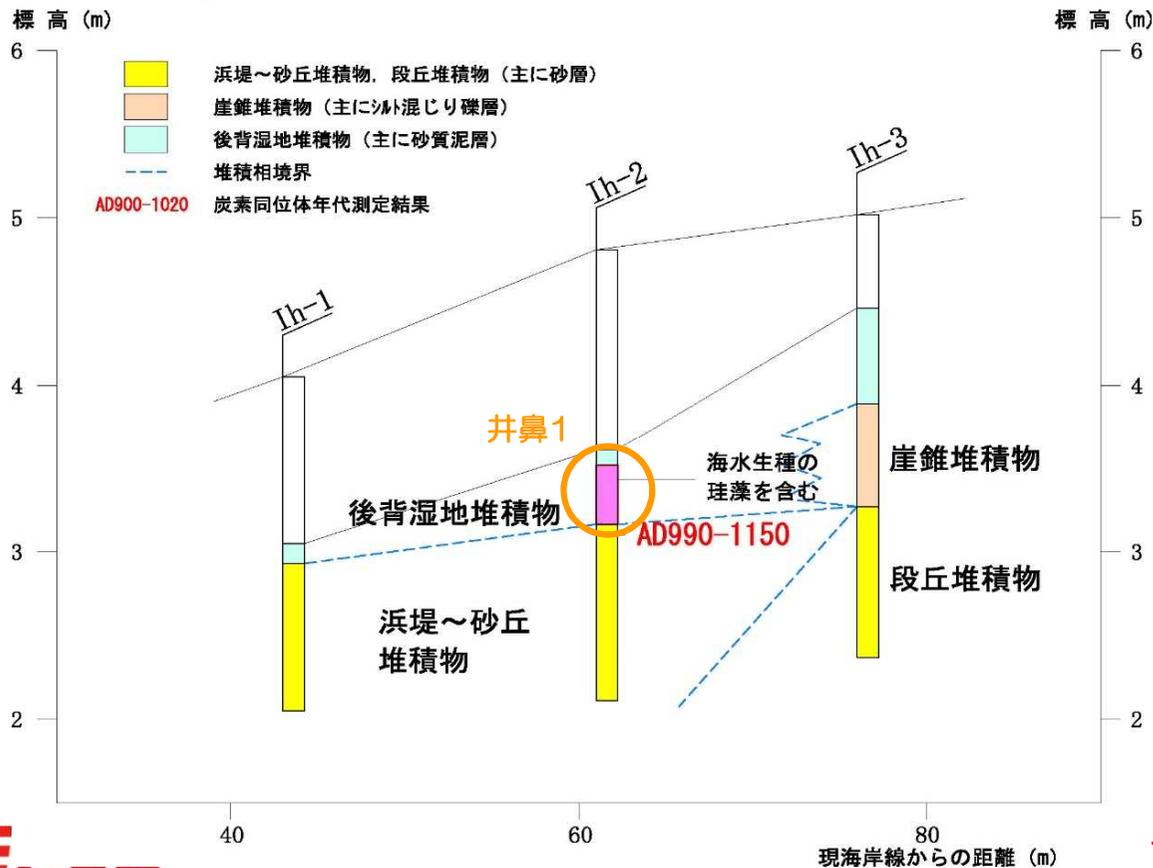 標 高 (m)
標 高 (m)
6
6
浜堤～砂丘堆積物, 段丘堆積物 (主に砂層)
崖錐堆積物 (主にｼﾙﾄ混じり礫層)
後背湿地堆積物 (主に砂質泥層)
堆積相境界
AD900-1020 炭素同位体年代測定結果
Ih-1
Ih-2
Ih-3
5
5
4
4
井鼻1
海水生種の
珪藻を含む
崖錐堆積物
後背湿地堆積物
AD990-1150
3
3
段丘堆積物
浜堤～砂丘
堆積物
2
2
40
60
80
現海岸線からの距離 (m)